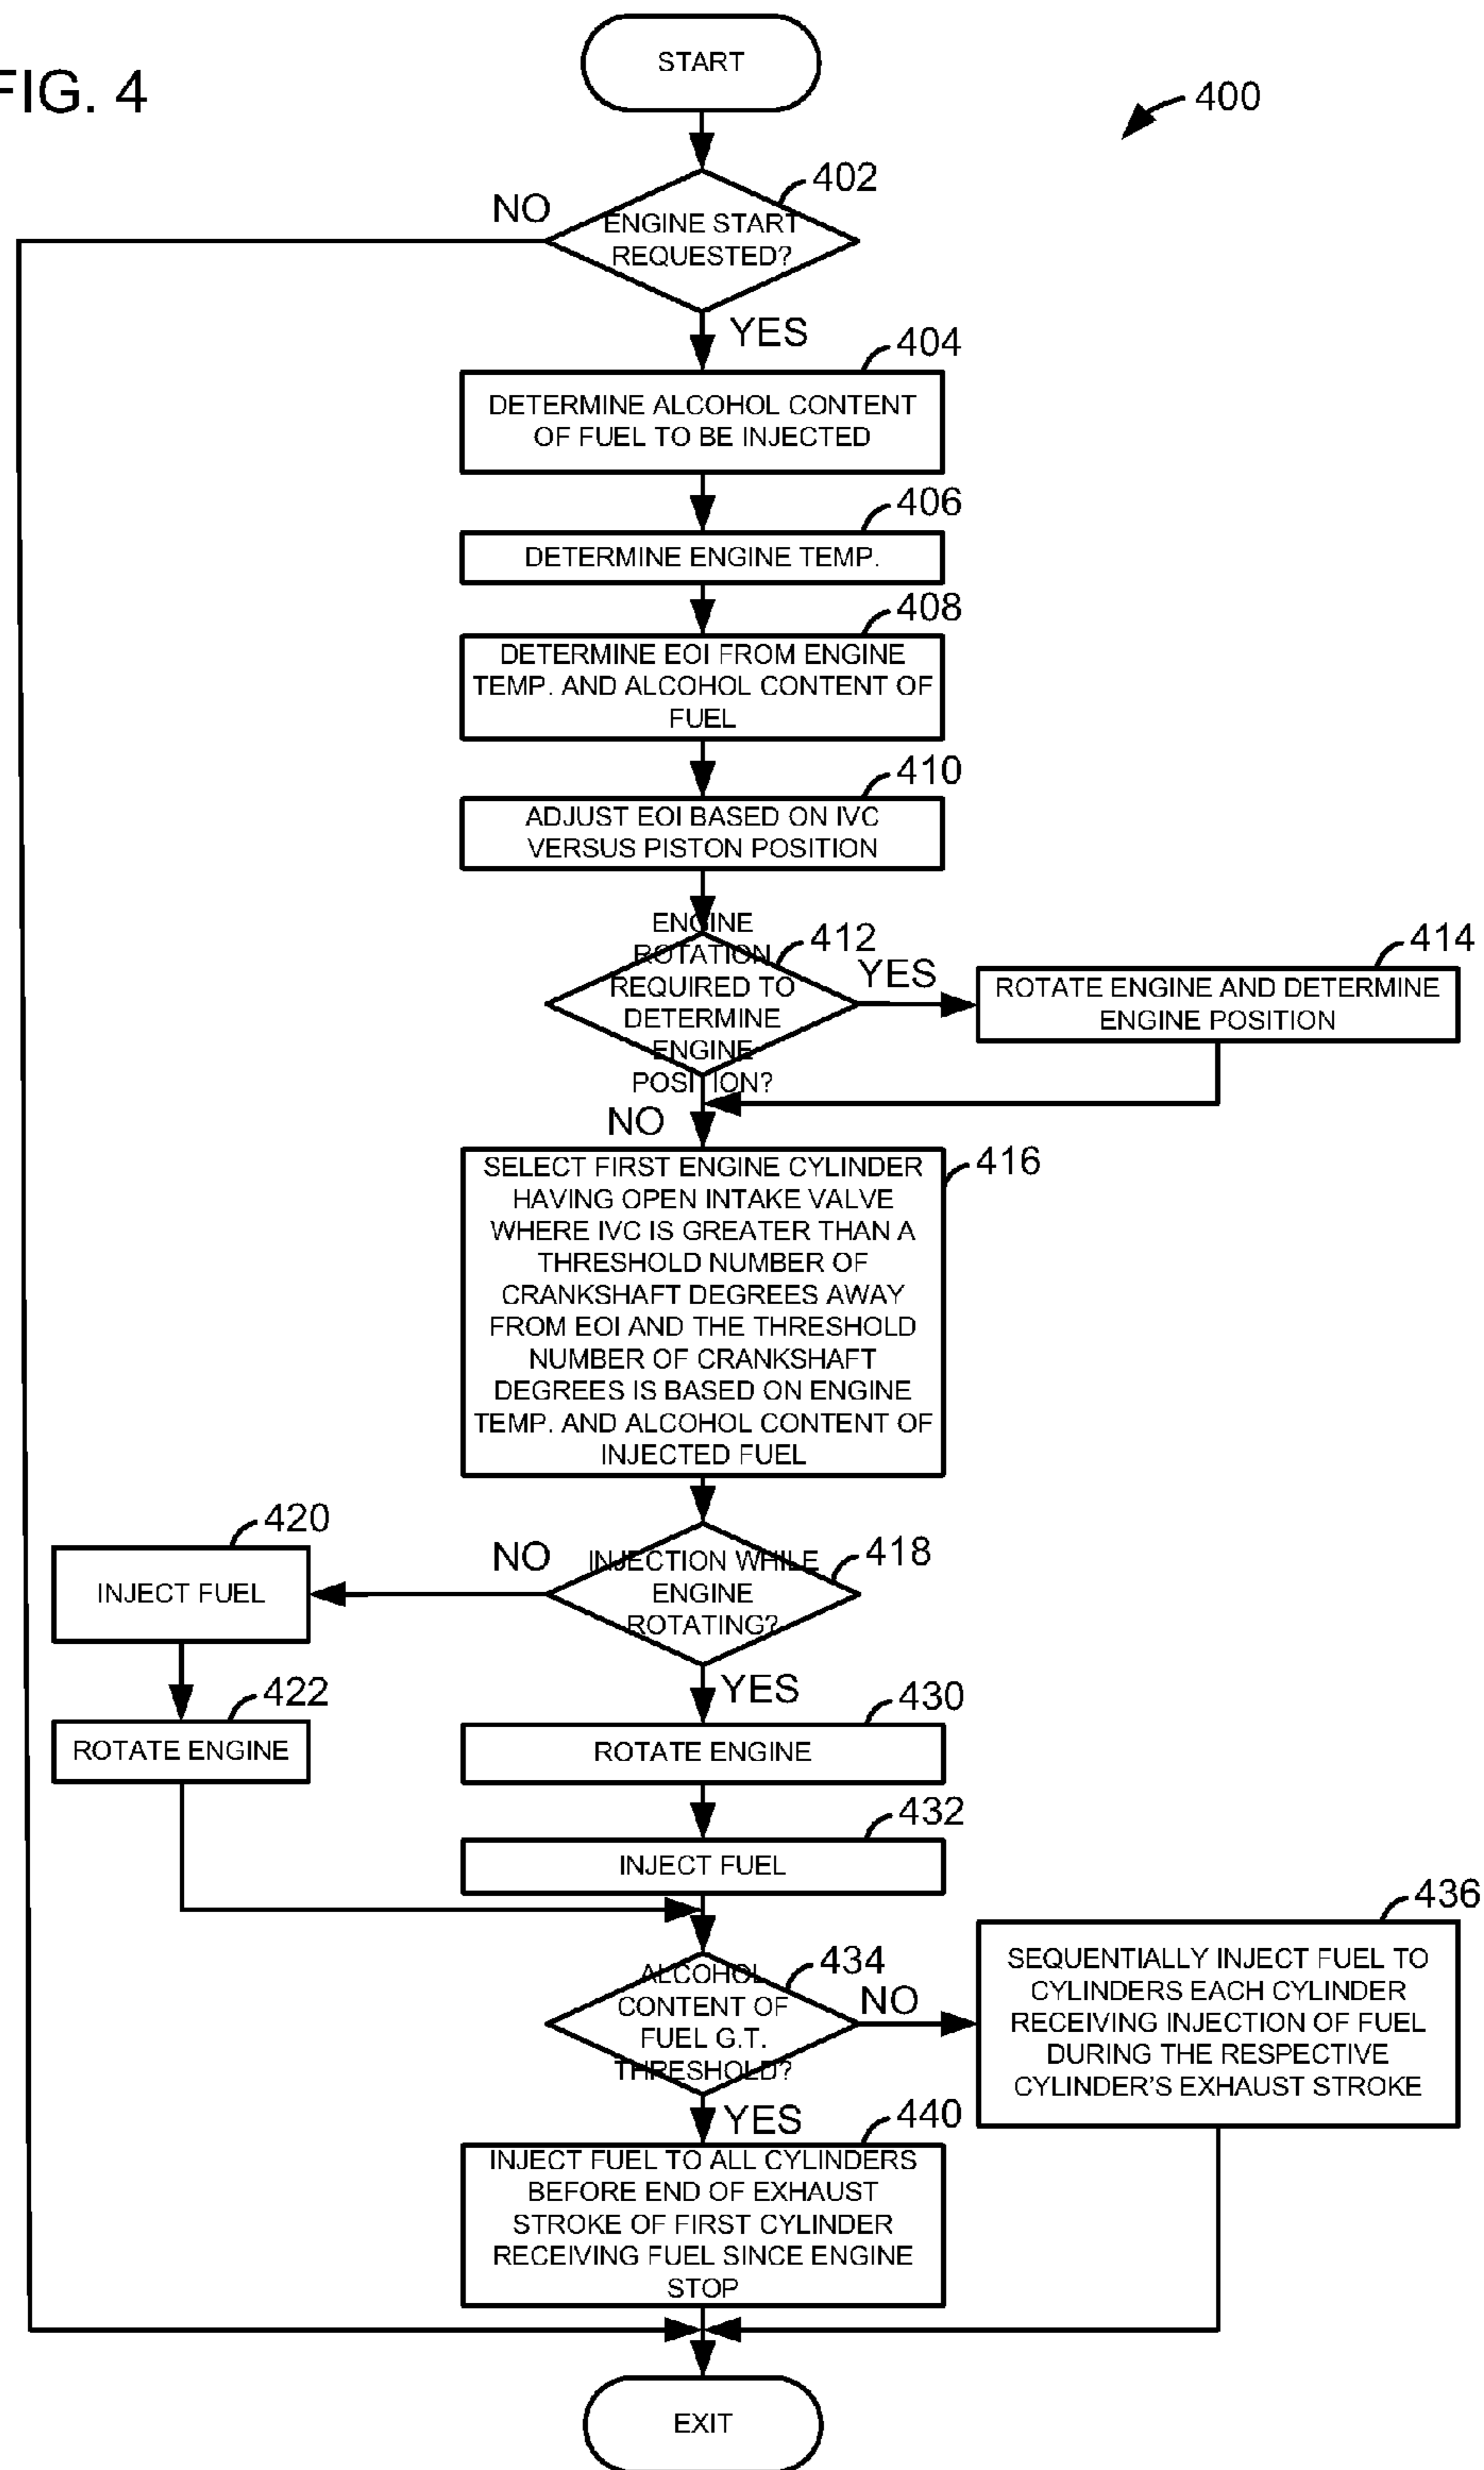 FIG. 4
START
400
402
NO
ENGINE START
REQUESTED?
YES
404
DETERMINE ALCOHOL CONTENT
OF FUEL TO BE INJECTED
406
DETERMINE ENGINE TEMP.
408
DETERMINE EOI FROM ENGINE
TEMP. AND ALCOHOL CONTENT OF
FUEL
410
ADJUST EOI BASED ON IVC
VERSUS PISTON POSITION
412
ENGINE
ROTATION
REQUIRED TO
DETERMINE
ENGINE
POSITION?
YES
414
ROTATE ENGINE AND DETERMINE
ENGINE POSITION
NO
416
SELECT FIRST ENGINE CYLINDER
HAVING OPEN INTAKE VALVE
WHERE IVC IS GREATER THAN A
THRESHOLD NUMBER OF
CRANKSHAFT DEGREES AWAY
FROM EOI AND THE THRESHOLD
NUMBER OF CRANKSHAFT
DEGREES IS BASED ON ENGINE
TEMP. AND ALCOHOL CONTENT OF
INJECTED FUEL
418
INJECTION WHILE
ENGINE
ROTATING?
NO
420
INJECT FUEL
422
ROTATE ENGINE
YES
430
ROTATE ENGINE
432
INJECT FUEL
434
ALCOHOL
CONTENT OF
FUEL G.T.
THRESHOLD?
NO
436
SEQUENTIALLY INJECT FUEL TO
CYLINDERS EACH CYLINDER
RECEIVING INJECTION OF FUEL
DURING THE RESPECTIVE
CYLINDER'S EXHAUST STROKE
YES
440
INJECT FUEL TO ALL CYLINDERS
BEFORE END OF EXHAUST
STROKE OF FIRST CYLINDER
RECEIVING FUEL SINCE ENGINE
STOP
EXIT